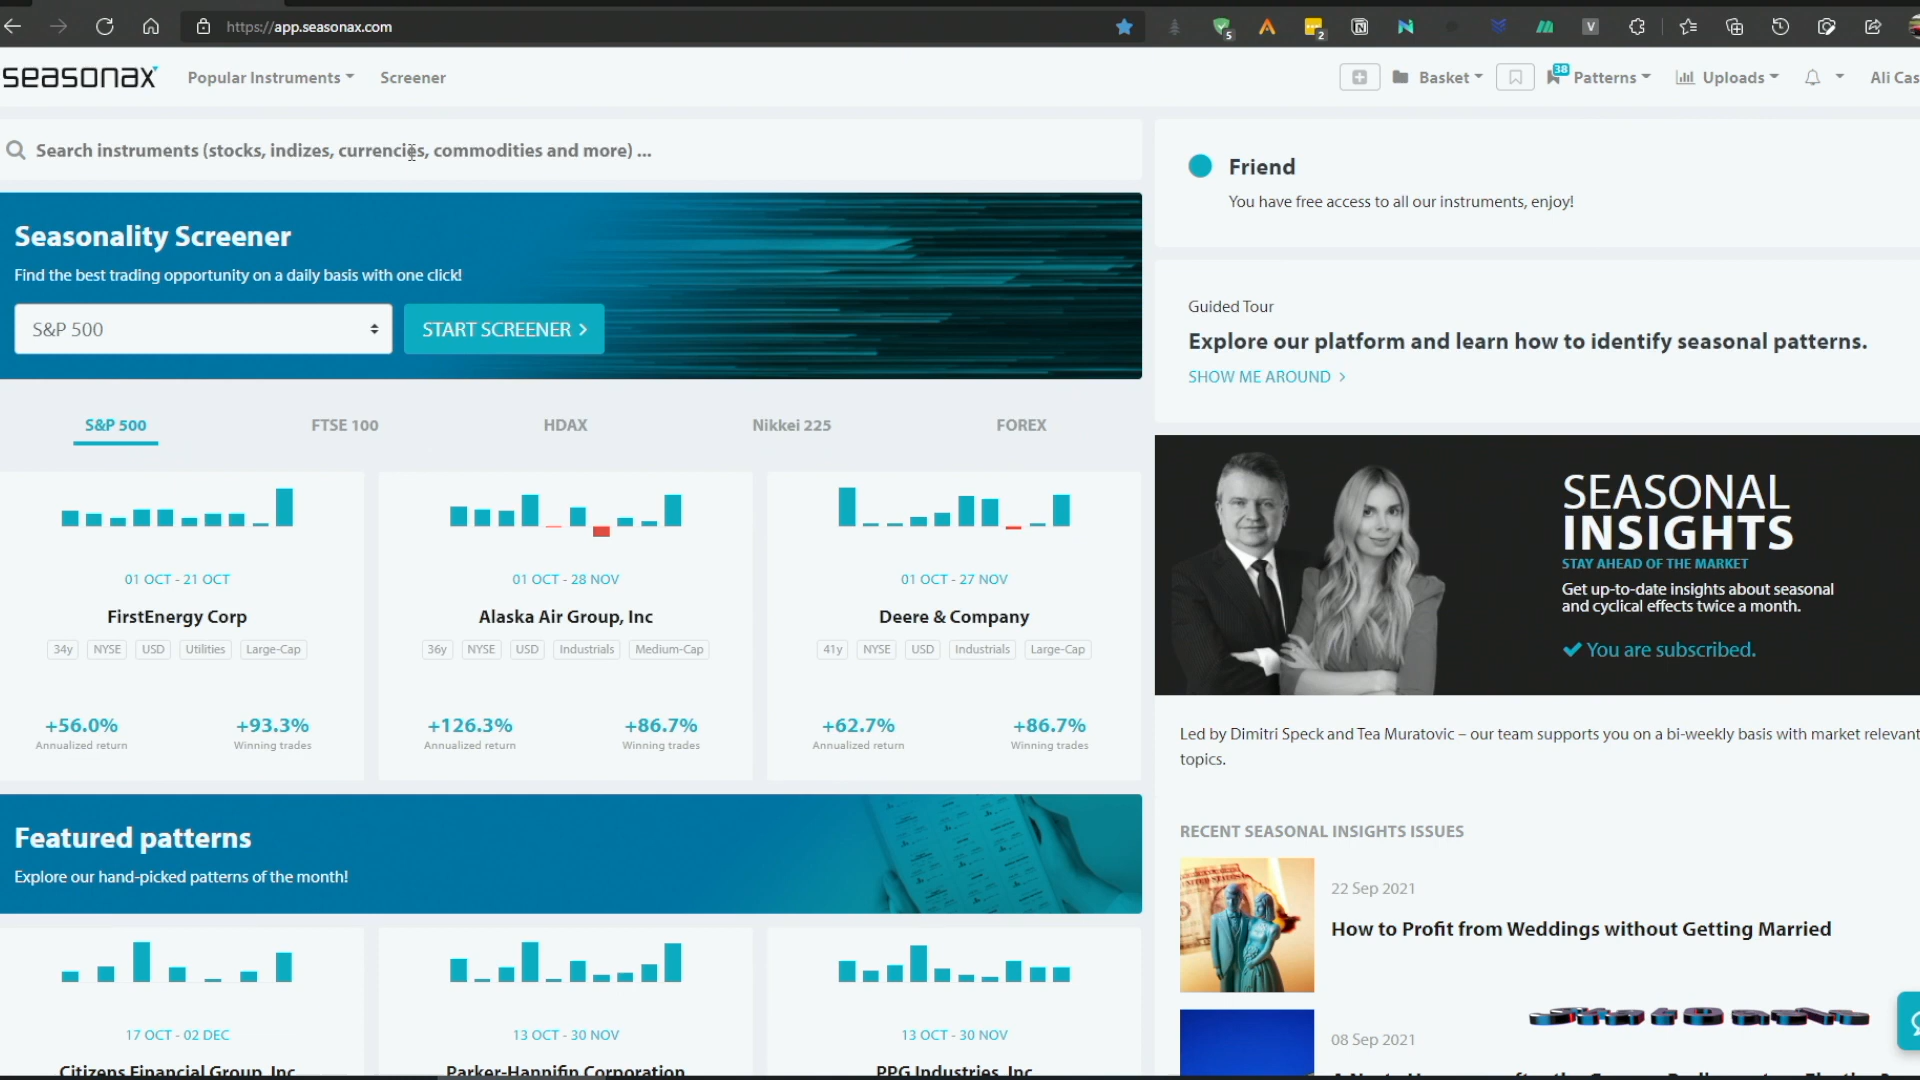 https://app.seasonax.com
5
2
V
seasonax
Popular Instruments
Screener
Basket
38
Patterns
Uploads
Ali Cas
Search instruments (stocks, indizes, currencies, commodities and more) ...
Seasonality Screener
Find the best trading opportunity on a daily basis with one click!
S&P 500
START SCREENER
S&P 500
FTSE 100
HDAX
Nikkei 225
FOREX
01 OCT - 21 OCT
FirstEnergy Corp
34y NYSE USD Utilities Large-Cap
+56.0% +93.3%
Annualized return Winning trades
01 OCT - 28 NOV
Alaska Air Group, Inc
36y NYSE USD Industrials Medium-Cap
+126.3% +86.7%
Annualized return Winning trades
01 OCT - 27 NOV
Deere & Company
41y NYSE USD Industrials Large-Cap
+62.7% +86.7%
Annualized return Winning trades
Featured patterns
Explore our hand-picked patterns of the month!
17 OCT - 02 DEC
Citizens Financial Group, Inc
13 OCT - 30 NOV
Parker-Hannifin Corporation
13 OCT - 30 NOV
PPG Industries, Inc
Friend
You have free access to all our instruments, enjoy!
Guided Tour
Explore our platform and learn how to identify seasonal patterns.
SHOW ME AROUND
SEASONAL
INSIGHTS
STAY AHEAD OF THE MARKET
Get up-to-date insights about seasonal
and cyclical effects twice a month.
You are subscribed.
Led by Dimitri Speck and Tea Muratovic – our team supports you on a bi-weekly basis with market relevant
topics.
RECENT SEASONAL INSIGHTS ISSUES
22 Sep 2021
How to Profit from Weddings without Getting Married
08 Sep 2021